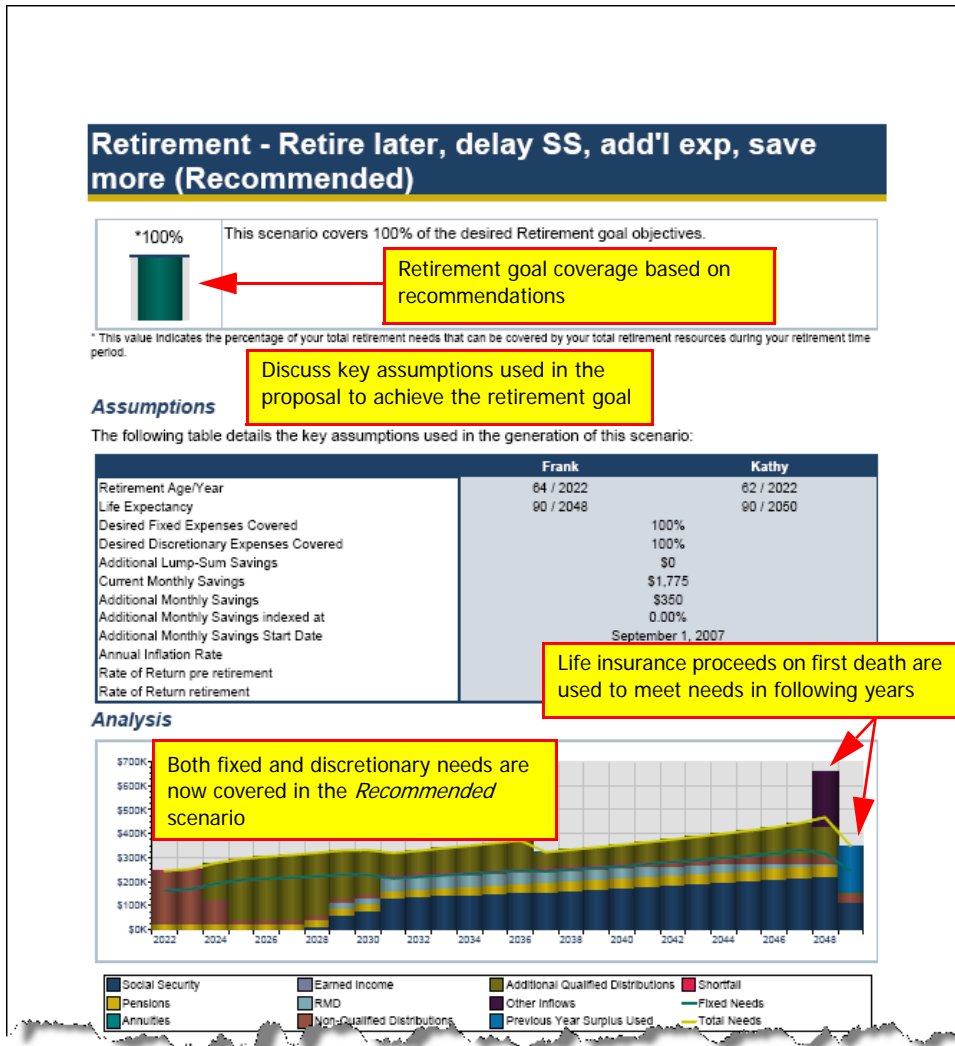 Retirement - Retire later, delay SS, add'l exp, save
more (Recommended)
*100%
This scenario covers 100% of the desired Retirement goal objectives.
Retirement goal coverage based on
recommendations
* This value indicates the percentage of your total retirement needs that can be covered by your total retirement resources during your retirement time
period.
Discuss key assumptions used in the
proposal to achieve the retirement goal
Assumptions
The following table details the key assumptions used in the generation of this scenario:
Frank Kathy
Retirement Age/Year 64 / 2022 62 / 2022
Life Expectancy 90 / 2048 90 / 2050
Desired Fixed Expenses Covered 100%
Desired Discretionary Expenses Covered 100%
Additional Lump-Sum Savings $0
Current Monthly Savings $1,775
Additional Monthly Savings $350
Additional Monthly Savings indexed at 0.00%
Additional Monthly Savings Start Date September 1, 2007
Annual Inflation Rate
Rate of Return pre retirement
Rate of Return retirement
Life insurance proceeds on first death are
used to meet needs in following years
Analysis
Both fixed and discretionary needs are
now covered in the Recommended
scenario
$700K
$600K
$500K
$400K
$300K
$200K
$100K
$0K
2022 2024 2026 2028 2030 2032 2034 2036 2038 2040 2042 2044 2046 2048
Social Security Earned Income Additional Qualified Distributions Shortfall
Pensions RMD Other Inflows Fixed Needs
Annuities Non-Qualified Distributions Previous Year Surplus Used Total Needs